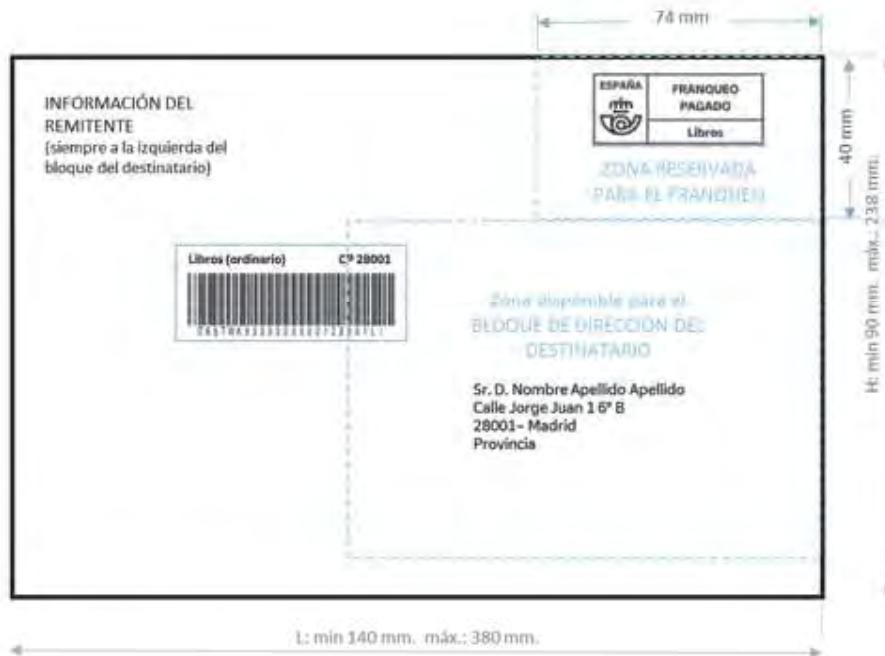 74 mm
INFORMACIÓN DEL
REMITENTE
(siempre a la izquierda del
bloque del destinatario)
ESPAÑA
FRANQUEO
PAGADO
Libros
40 mm
ZONA RESERVADA
PARA EL FRANQUEO
H: min 90 mm. máx.: 238 mm.
Libros (ordinario) Cº 28001
Zona disponible para el
BLOQUE DE DIRECCIÓN DEL
DESTINATARIO
Sr. D. Nombre Apellido Apellido
Calle Jorge Juan 1 6º B
28001– Madrid
Provincia
L: min 140 mm. máx.: 380 mm.